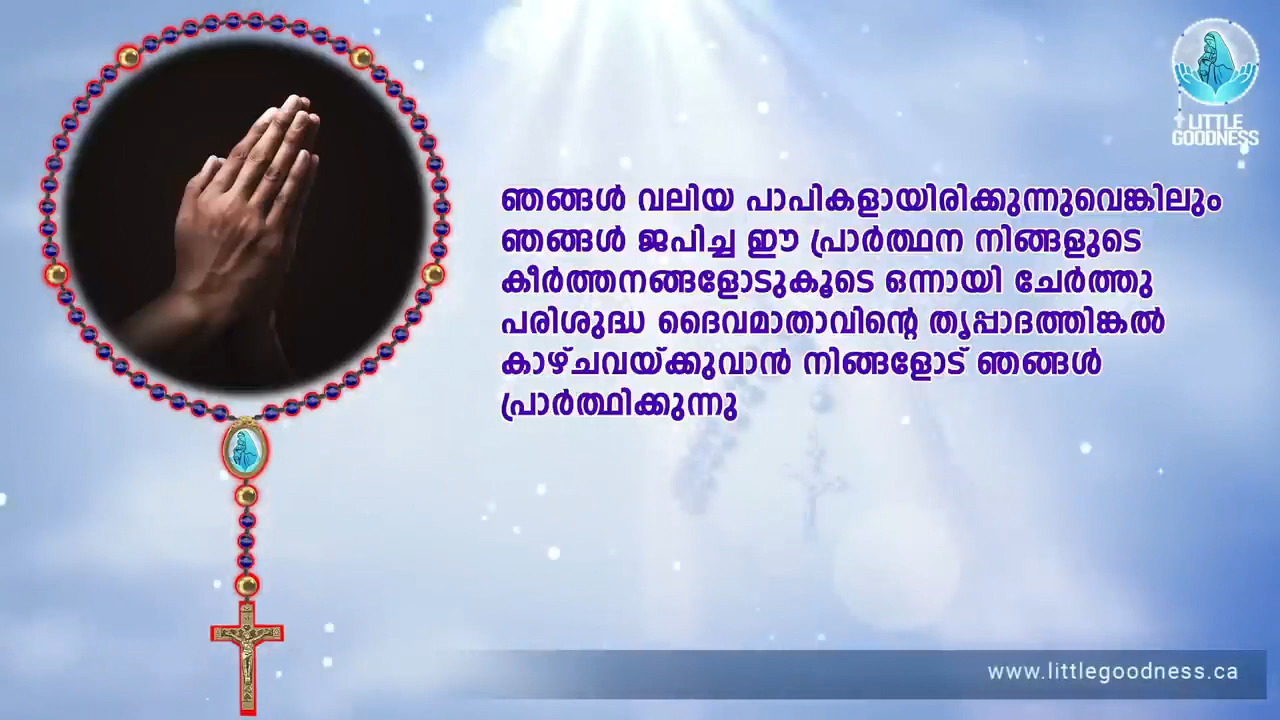 LITTLE
GOODNESS
ഞങ്ങൾ വലിയ പാപികളായിരിക്കുന്നുവെങ്കിലും
ഞങ്ങൾ ജപിച്ച ഈ പ്രാർത്ഥന നിങ്ങളുടെ
കീർത്തനങ്ങളോടുകൂടെ ഒന്നായി ചേർത്തു
പരിശുദ്ധ ദൈവമാതാവിന്റെ തൃപ്പാദത്തിങ്കൽ
കാഴ്ചവയ്ക്കുവാൻ നിങ്ങളോട് ഞങ്ങൾ
പ്രാർത്ഥിക്കുന്നു
www.littlegoodness.ca